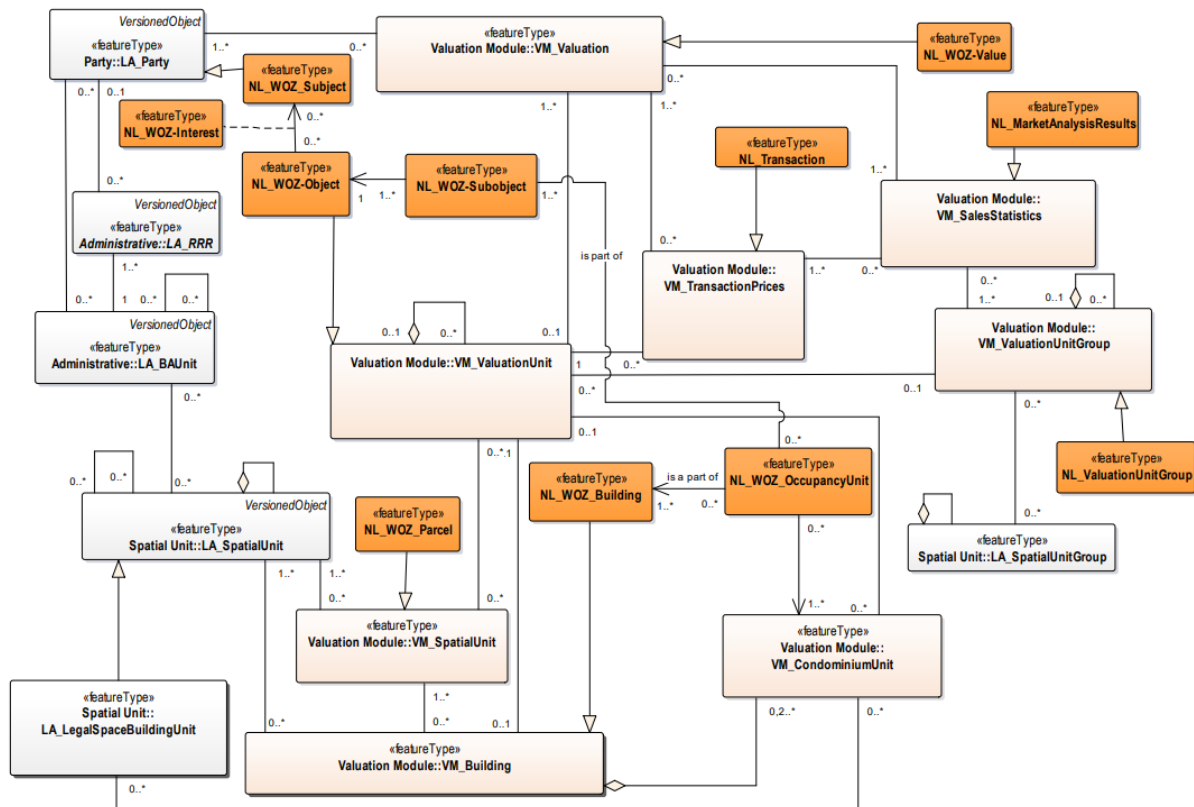 VersionedObject
«featureType»
Party::LA_Party
1..*
0..*
«featureType»
Valuation Module::VM_Valuation
«featureType»
NL_WOZ-Value
0..*
0..1
«featureType»
NL_WOZ_Subject
0..*
1..*
1..*
«featureType»
NL_WOZ-Interest
0..*
0..*
«featureType»
NL_MarketAnalysisResults
«featureType»
NL_Transaction
«featureType»
NL_WOZ-Object
1
1..*
«featureType»
NL_WOZ-Subobject
1..*
0..*
1..*
VersionedObject
«featureType»
Administrative::LA_RRR
Valuation Module::
VM_SalesStatistics
is part of
0..*
Valuation Module::
VM_TransactionPrices
1..*
0..*
1..*
1
0..*
0..*
0..*
0..*
1..*
0..1
0..*
VersionedObject
«featureType»
Administrative::LA_BAUnit
0..1
0..*
0..1
Valuation Module::
VM_ValuationUnitGroup
Valuation Module::VM_ValuationUnit
1
0..*
0..*
0..1
0..*
0..*
0..1
0..*
0..*
.1
0..*
«featureType»
NL_WOZ_Building
is a part of
1..*
0..*
«featureType»
NL_WOZ_OccupancyUnit
«featureType»
NL_ValuationUnitGroup
0..*
0..*
0..*
VersionedObject
«featureType»
Spatial Unit::LA_SpatialUnit
«featureType»
NL_WOZ_Parcel
0..*
0..*
«featureType»
Spatial Unit::LA_SpatialUnitGroup
1..*
1..*
0..*
0..*
1..*
0..*
Valuation Module::VM_SpatialUnit
«featureType»
Valuation Module::
VM_CondominiumUnit
«featureType»
Spatial Unit::
LA_LegalSpaceBuildingUnit
1..*
0..*
0..*
0..1
0,2..*
0..*
«featureType»
Valuation Module::VM_Building
0..*